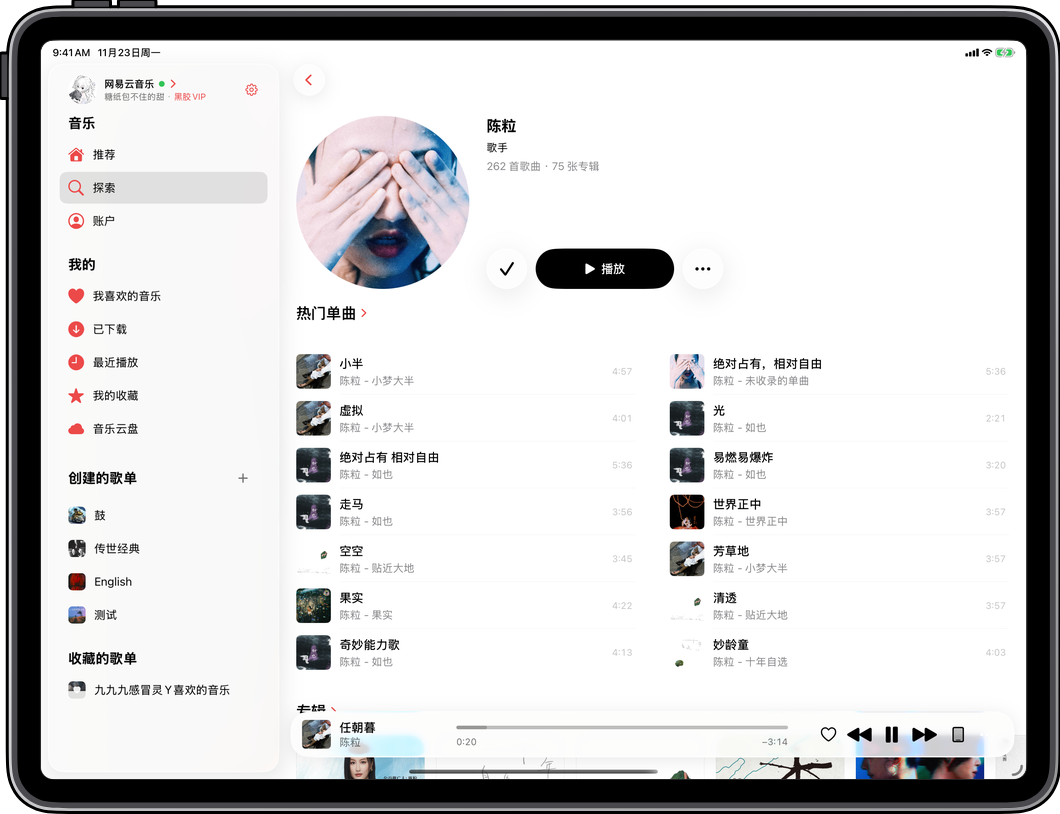 9:41 AM 11月23日周一
网易云音乐
糖纸包不住的甜 · 黑胶 VIP
音乐
推荐
探索
账户
我的
我喜欢的音乐
已下载
最近播放
我的收藏
音乐云盘
创建的歌单
鼓
传世经典
English
测试
收藏的歌单
九九九感冒灵 Y 喜欢的音乐
陈粒
歌手
262 首歌曲 · 75 张专辑
播放
热门单曲
小半
陈粒 - 小梦大半
4:57
绝对占有，相对自由
陈粒 - 未收录的单曲
5:36
虚拟
陈粒 - 小梦大半
4:01
光
陈粒 - 如也
2:21
绝对占有 相对自由
陈粒 - 如也
5:36
易燃易爆炸
陈粒 - 如也
3:20
走马
陈粒 - 如也
3:56
世界正中
陈粒 - 世界正中
3:57
空空
陈粒 - 贴近大地
3:45
芳草地
陈粒 - 小梦大半
3:57
果实
陈粒 - 果实
4:22
清透
陈粒 - 贴近大地
3:57
奇妙能力歌
陈粒 - 如也
4:13
妙龄童
陈粒 - 十年自选
4:03
专辑
任朝暮
陈粒
0:20
−3:14